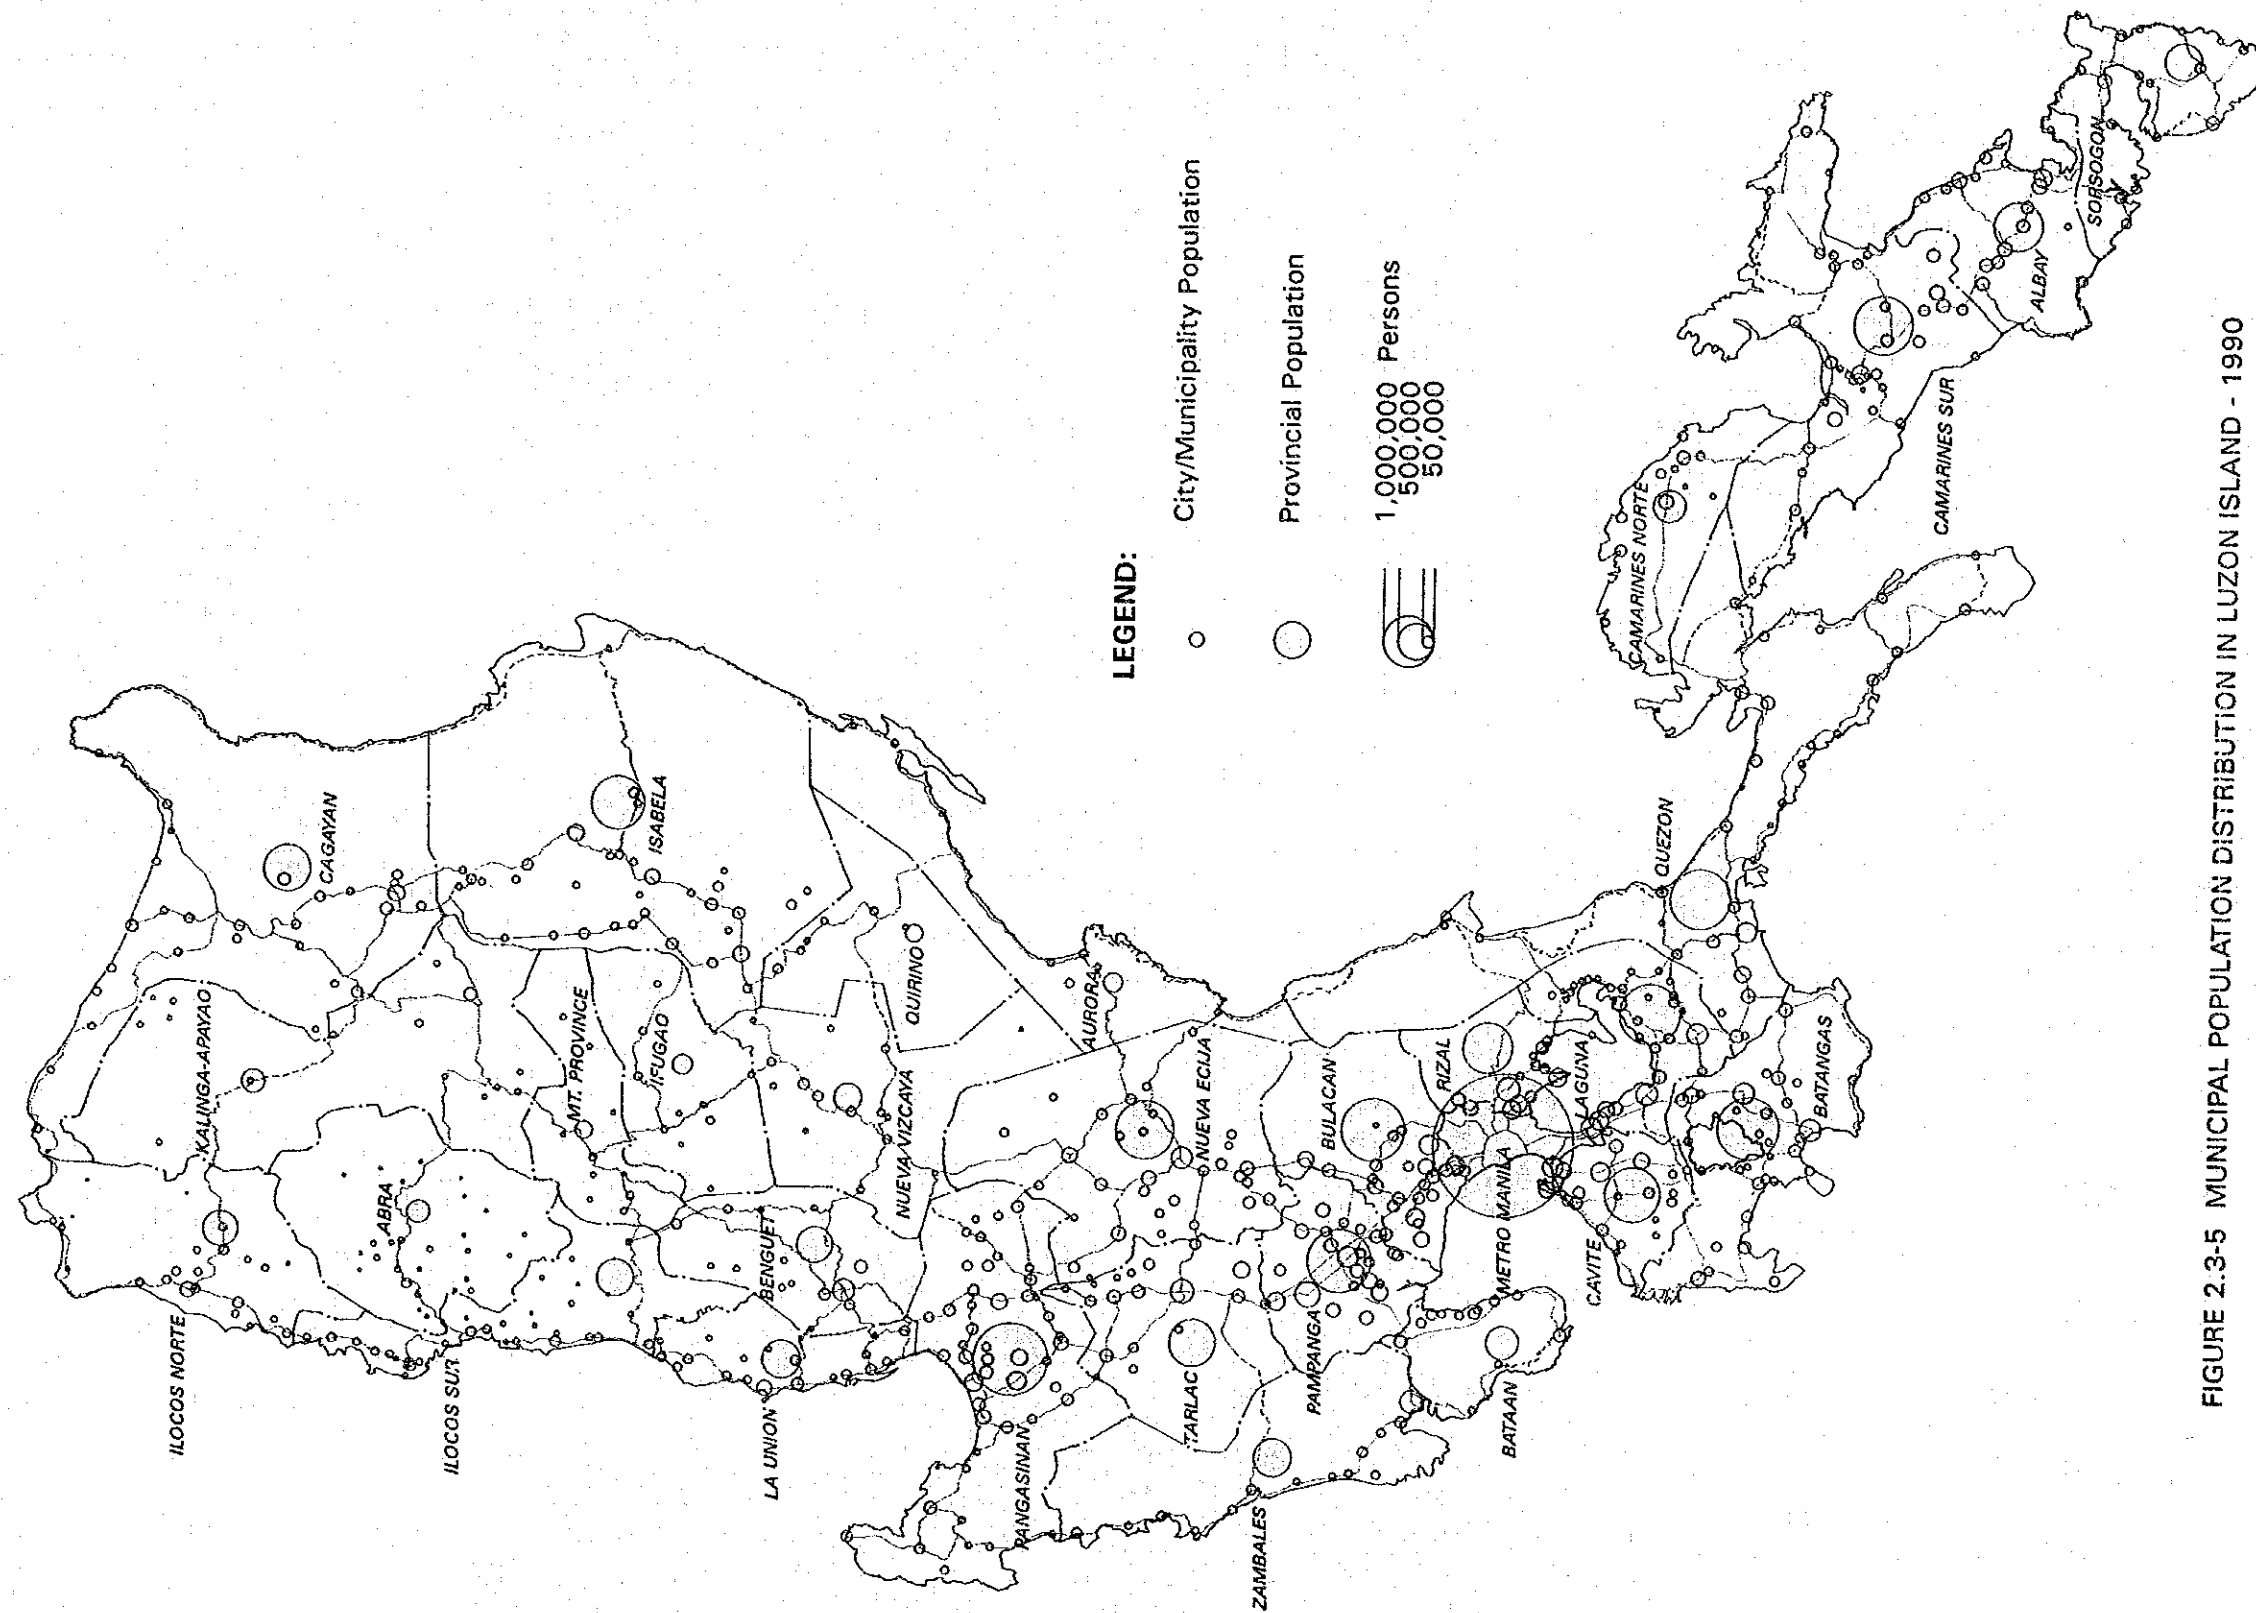 LEGEND:
City/Municipality Population
Provincial Population
1,000,000 Persons
500,000
50,000
ILOCOS NORTE
KALINGA-APAYAO
CAGAYAN
ABRA
ILOCOS SUR
MT. PROVINCE
IFUGAO
ISABELA
LA UNION
BENGUET
NUEVA VIZCAYA
QUIRINO
PANGASINAN
AURORA
TARLAC
NUEVA ECIJA
ZAMBALES
PAMPANGA
BULACAN
BATAAN
METRO MANILA
RIZAL
CAVITE
LAGUNA
BATANGAS
QUEZON
CAMARINES NORTE
CAMARINES SUR
ALBAY
SORSOGON
FIGURE 2.3-5 MUNICIPAL POPULATION DISTRIBUTION IN LUZON ISLAND - 1990